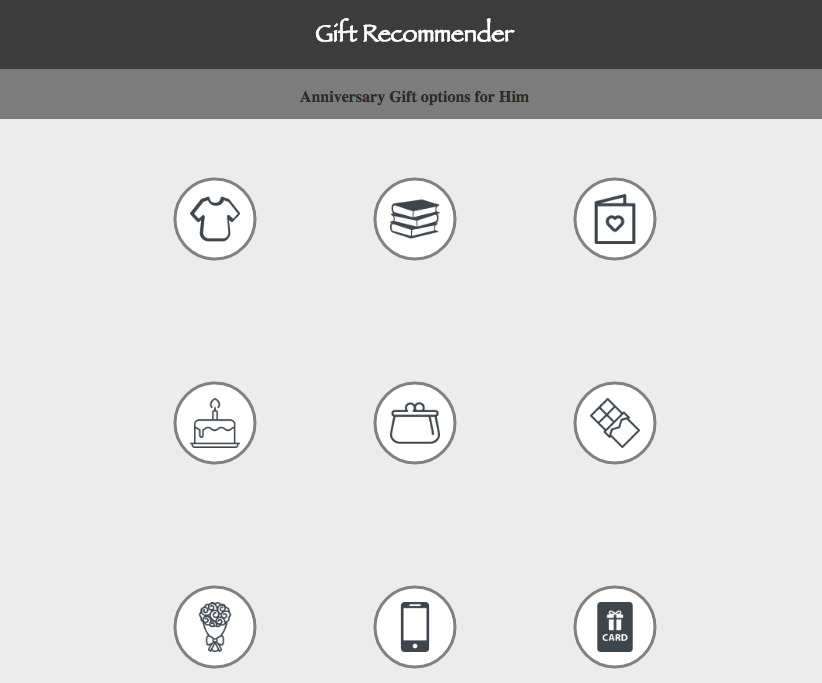 Gift Recommender
Anniversary Gift options for Him
CARD